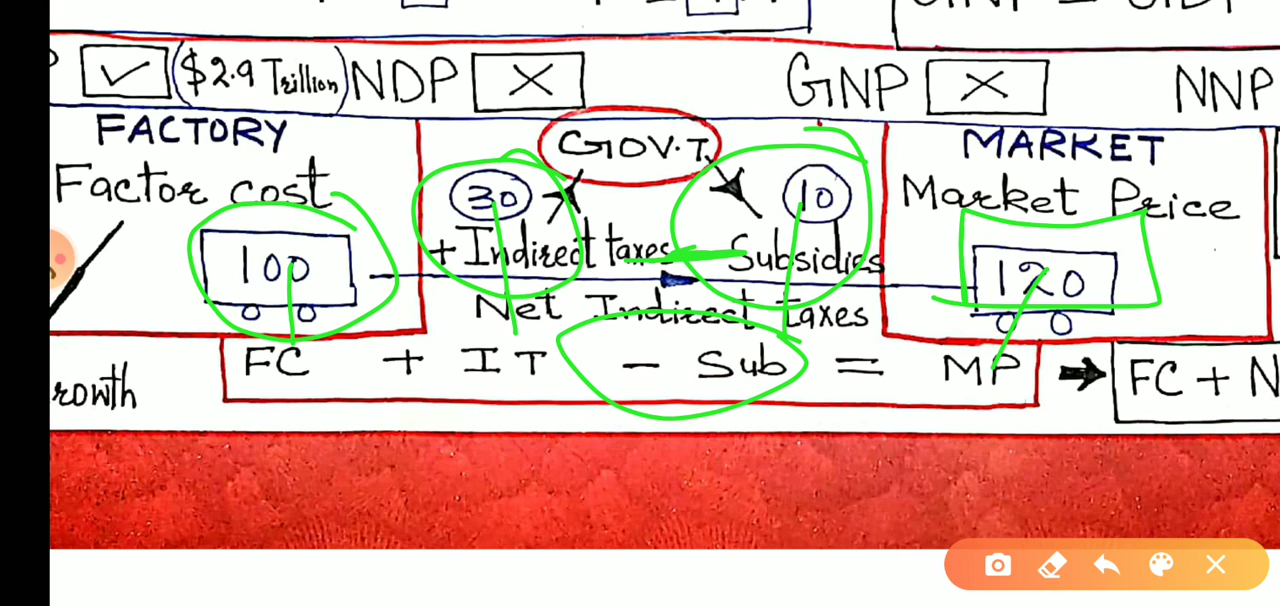 ($2.9 Trillion) NDP GNP NNP
FACTORY GOV.T. MARKET
Factor cost 30 10 Market Price
100 + Indirect taxes - Subsidies 120
Net Indirect Taxes
FC + IT - Sub = MP → FC + N
rowth